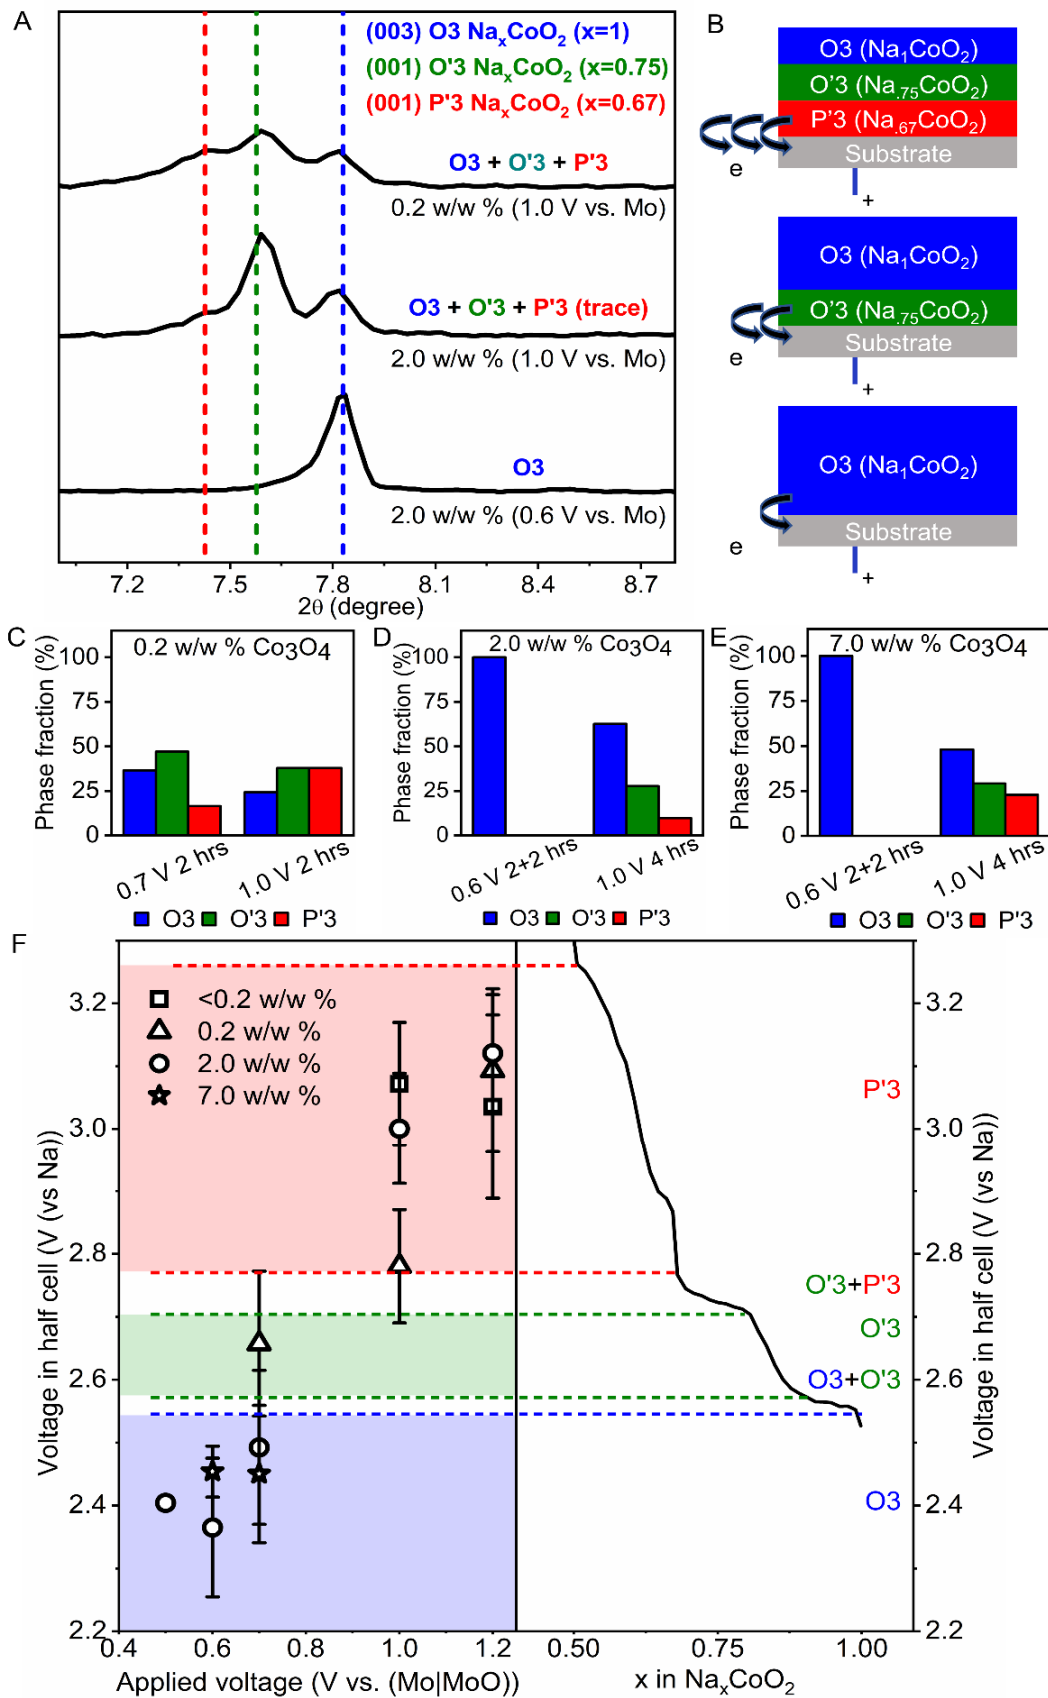 A
(003) O3 NaₓCoO₂ (x=1)
(001) O'3 NaₓCoO₂ (x=0.75)
(001) P'3 NaₓCoO₂ (x=0.67)
O3 + O'3 + P'3
0.2 w/w % (1.0 V vs. Mo)
O3 + O'3 + P'3 (trace)
2.0 w/w % (1.0 V vs. Mo)
O3
2.0 w/w % (0.6 V vs. Mo)
7.2 7.5 7.8 8.1 8.4 8.7
2θ (degree)
B
O3 (Na₁CoO₂)
O'3 (Na.₇₅CoO₂)
P'3 (Na.₆₇CoO₂)
Substrate
e
+
O3 (Na₁CoO₂)
O'3 (Na.₇₅CoO₂)
Substrate
e
+
O3 (Na₁CoO₂)
Substrate
e
+
C
0.2 w/w % Co₃O₄
Phase fraction (%)
100
75
50
25
0
0.7 V 2 hrs
1.0 V 2 hrs
O3 O'3 P'3
D
2.0 w/w % Co₃O₄
Phase fraction (%)
100
75
50
25
0
0.6 V 2+2 hrs
1.0 V 4 hrs
O3 O'3 P'3
E
7.0 w/w % Co₃O₄
Phase fraction (%)
100
75
50
25
0
0.6 V 2+2 hrs
1.0 V 4 hrs
O3 O'3 P'3
F
<0.2 w/w %
0.2 w/w %
2.0 w/w %
7.0 w/w %
Voltage in half cell (V (vs Na))
3.2
3.0
2.8
2.6
2.4
2.2
0.4 0.6 0.8 1.0 1.2
Applied voltage (V vs. (Mo|MoO))
P'3
O'3+P'3
O'3
O3+O'3
O3
0.50 0.75 1.00
x in NaₓCoO₂
3.2
3.0
2.8
2.6
2.4
2.2
Voltage in half cell (V (vs Na))